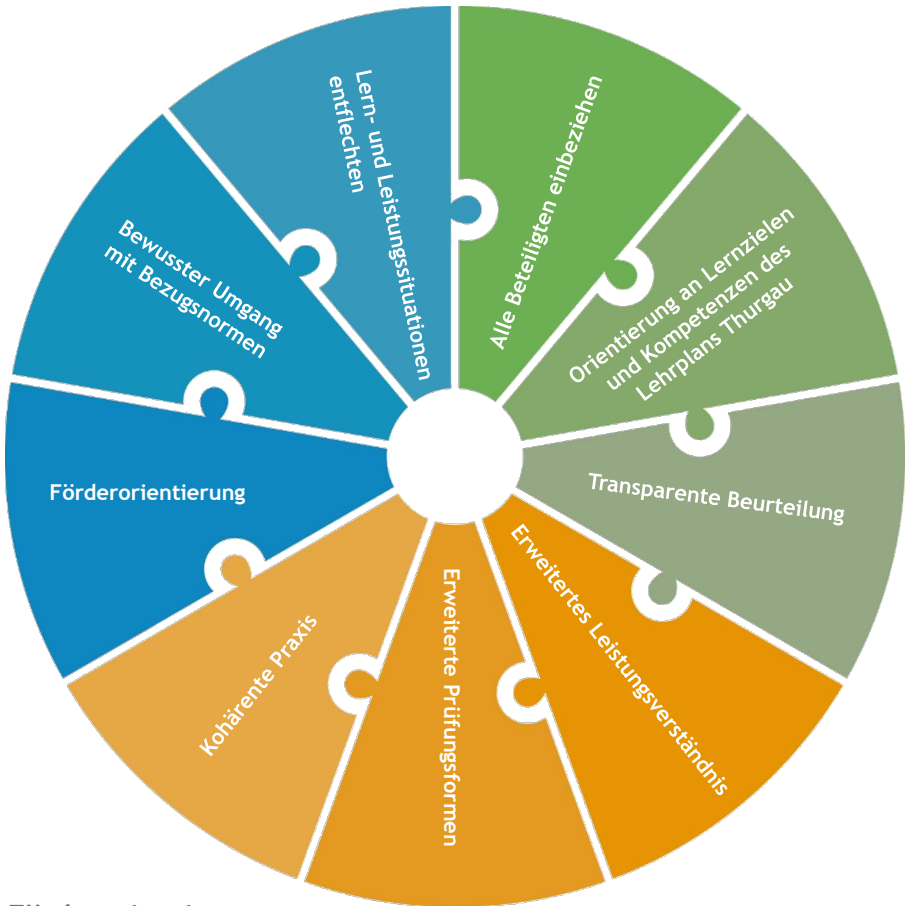 Alle Beteiligten einbeziehen
Orientierung an Lernzielen
und Kompetenzen des
Lehrplans Thurgau
Transparente Beurteilung
Erweitertes Leistungsverständnis
Erweiterte Prüfungsformen
Kohärente Praxis
Förderorientierung
Bewusster Umgang
mit Bezugsnormen
Lern- und Leistungssituationen
entflechten